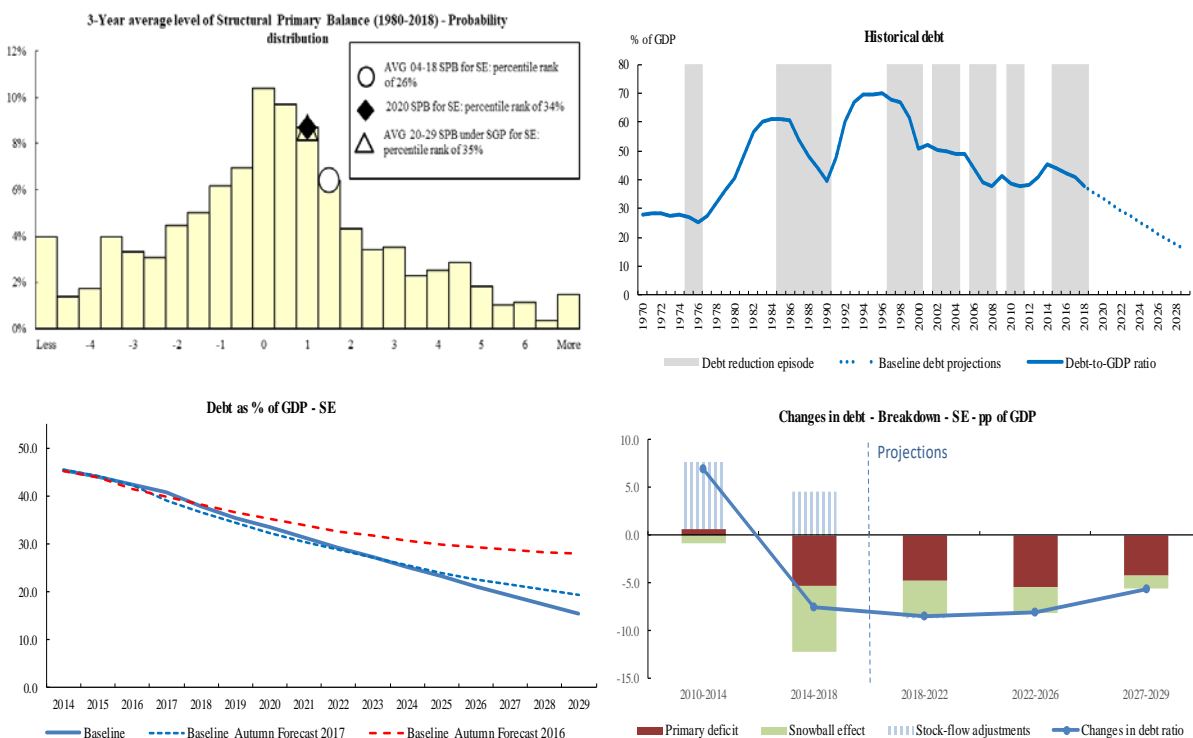 3-Year average level of Structural Primary Balance (1980-2018) - Probability
distribution
12%
10%
8%
6%
4%
2%
0%
AVG 04-18 SPB for SE: percentile rank
of 26%
2020 SPB for SE: percentile rank of 34%
AVG 20-29 SPB under SGP for SE:
percentile rank of 35%
Less -4 -3 -2 -1 0 1 2 3 4 5 6 More
Historical debt
% of GDP
80
70
60
50
40
30
20
10
0
1970 1972 1974 1976 1978 1980 1982 1984 1986 1988 1990 1992 1994 1996 1998 2000 2002 2004 2006 2008 2010 2012 2014 2016 2018 2020 2022 2024 2026 2028
Debt reduction episode Baseline debt projections Debt-to-GDP ratio
Debt as % of GDP - SE
50.0
40.0
30.0
20.0
10.0
0.0
2014 2015 2016 2017 2018 2019 2020 2021 2022 2023 2024 2025 2026 2027 2028 2029
Baseline Baseline Autumn Forecast 2017 Baseline Autumn Forecast 2016
Changes in debt - Breakdown - SE - pp of GDP
10.0
5.0
0.0
-5.0
-10.0
-15.0
Projections
2010-2014 2014-2018 2018-2022 2022-2026 2027-2029
Primary deficit Snowball effect Stock-flow adjustments Changes in debt ratio